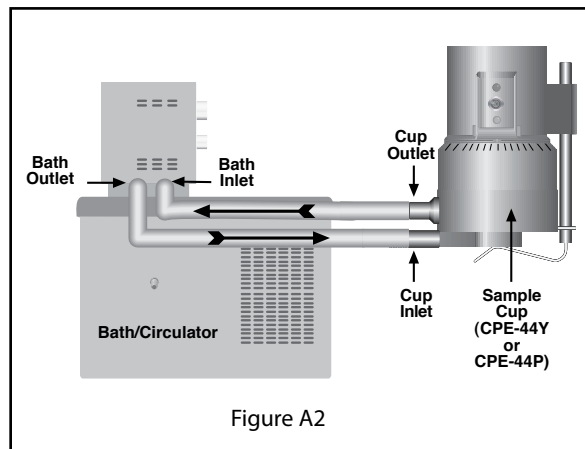 Bath
Outlet
Bath
Inlet
Cup
Outlet
Bath/Circulator
Cup
Inlet
Sample
Cup
(CPE-44Y
or
CPE-44P)
Figure A2